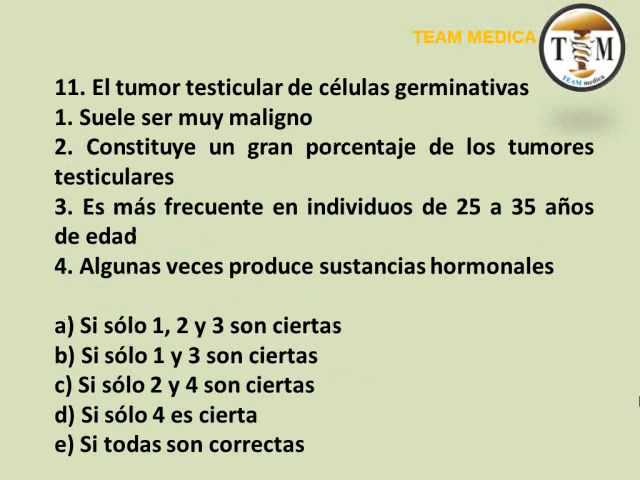 TEAM MEDICA
T M
TEAM medica
11. El tumor testicular de células germinativas
1. Suele ser muy maligno
2. Constituye un gran porcentaje de los tumores
testiculares
3. Es más frecuente en individuos de 25 a 35 años
de edad
4. Algunas veces produce sustancias hormonales
a) Si sólo 1, 2 y 3 son ciertas
b) Si sólo 1 y 3 son ciertas
c) Si sólo 2 y 4 son ciertas
d) Si sólo 4 es cierta
e) Si todas son correctas